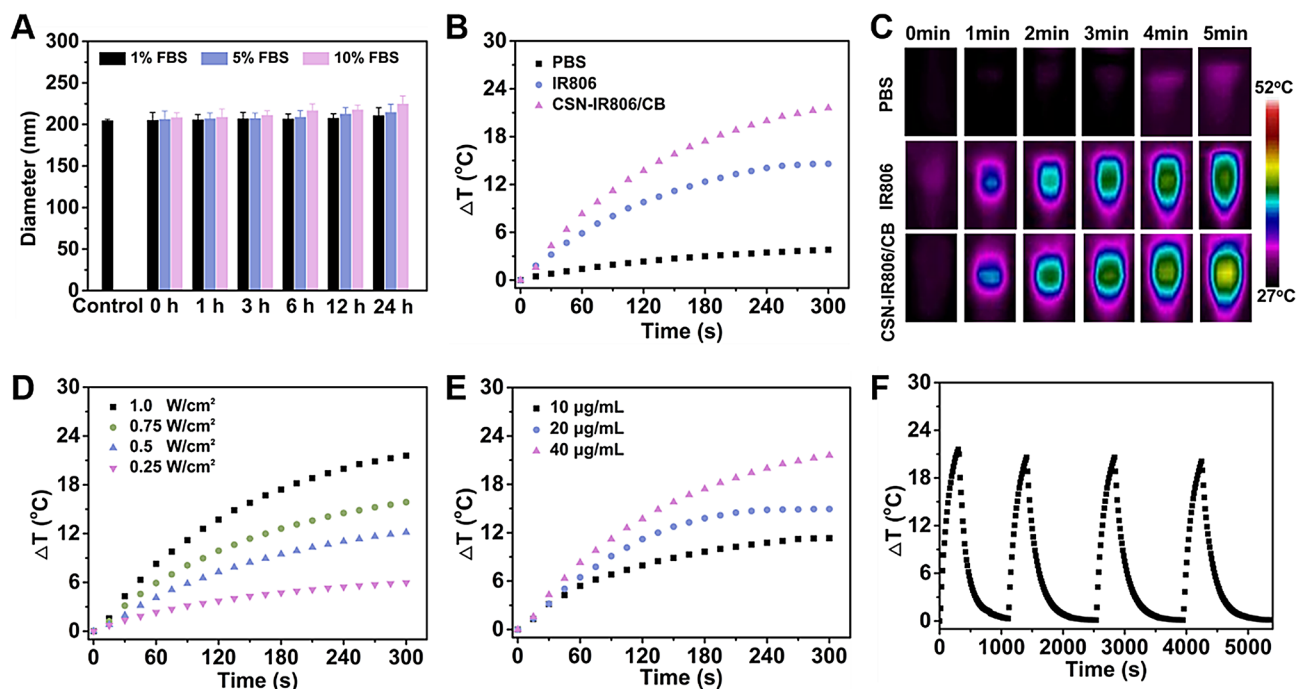 A
300
250
200
150
100
50
0
Diameter (nm)
1% FBS
5% FBS
10% FBS
Control
0 h
1 h
3 h
6 h
12 h
24 h
B
30
24
18
12
6
0
△T (°C)
PBS
IR806
CSN-IR806/CB
0
60
120
180
240
300
Time (s)
C
0min
1min
2min
3min
4min
5min
PBS
IR806
CSN-IR806/CB
52°C
27°C
D
30
24
18
12
6
0
△T (°C)
1.0 W/cm²
0.75 W/cm²
0.5 W/cm²
0.25 W/cm²
0
60
120
180
240
300
Time (s)
E
30
24
18
12
6
0
△T (°C)
10 µg/mL
20 µg/mL
40 µg/mL
0
60
120
180
240
300
Time (s)
F
30
24
18
12
6
0
△T (°C)
0
1000
2000
3000
4000
5000
Time (s)